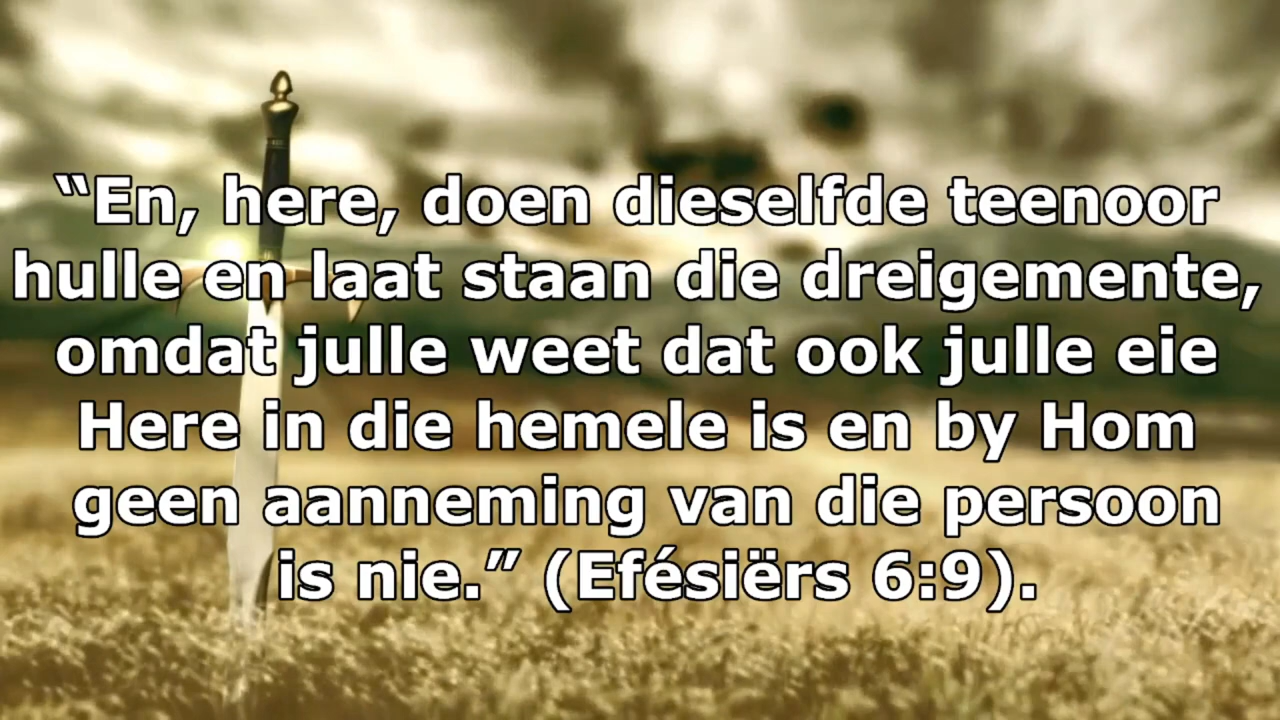 “En, here, doen dieselfde teenoor
hulle en laat staan die dreigemente,
omdat julle weet dat ook julle eie
Here in die hemele is en by Hom
geen aanneming van die persoon
is nie.” (Efésiërs 6:9).